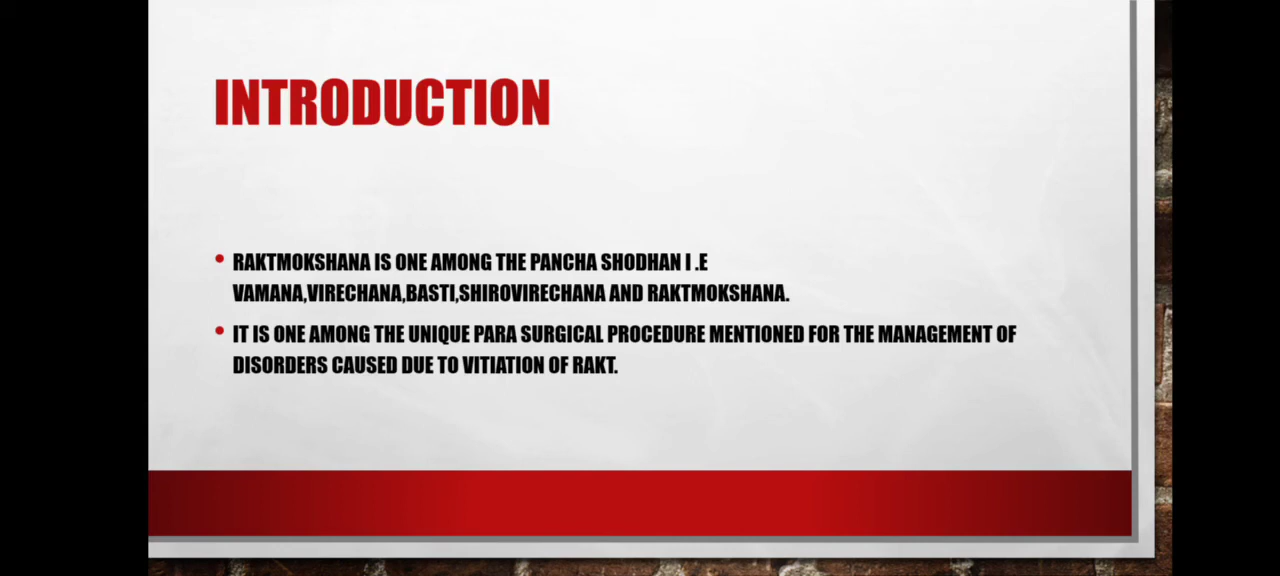 INTRODUCTION
• RAKTMOKSHANA IS ONE AMONG THE PANCHA SHODHAN I .E
VAMANA,VIRECHANA,BASTI,SHIROVIRECHANA AND RAKTMOKSHANA.
• IT IS ONE AMONG THE UNIQUE PARA SURGICAL PROCEDURE MENTIONED FOR THE MANAGEMENT OF
DISORDERS CAUSED DUE TO VITIATION OF RAKT.